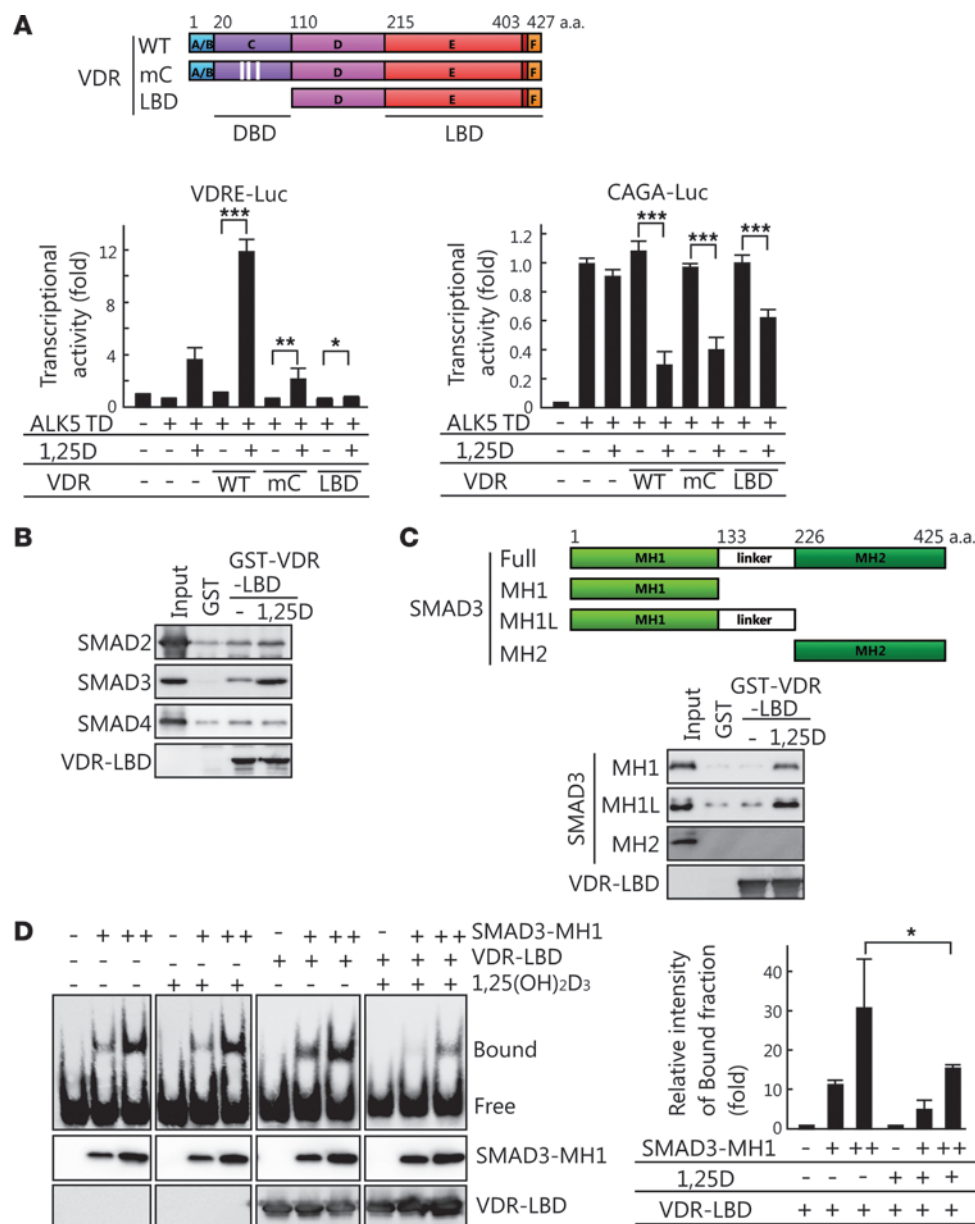 A
1 20 110 215 403 427 a.a.
WT A/B C D E F
VDR mC A/B D E F
LBD D E F
DBD LBD
VDRE-Luc
Transcriptional activity (fold)
12
8
4
***
**
*
ALK5 TD - + + + + + + + +
1,25D - - + - + - + - +
VDR - - - WT mC LBD
CAGA-Luc
Transcriptional activity (fold)
1.2
1.0
0.8
0.6
0.4
0.2
0
*** *** ***
ALK5 TD - + + + + + + + +
1,25D + + + +
VDR - - - WT mC LBD
B
Input GST GST-VDR
-LBD
- 1,25D
SMAD2
SMAD3
SMAD4
VDR-LBD
C
1 133 226 425 a.a.
Full MH1 linker MH2
SMAD3
MH1 MH1
MH1L MH1 linker
MH2 MH2
Input GST GST-VDR
-LBD
- 1,25D
SMAD3
MH1
MH1L
MH2
VDR-LBD
D
- + ++ - + ++ - + ++ - + ++ SMAD3-MH1
- - - - - - + + + + + + VDR-LBD
- - - + + + - - - + + + 1,25(OH)2D3
Bound
Free
SMAD3-MH1
VDR-LBD
Relative intensity
of Bound fraction
(fold)
40
30
20
10
0
*
SMAD3-MH1 - + ++ - + ++
1,25D - - - + + +
VDR-LBD + + + + + +